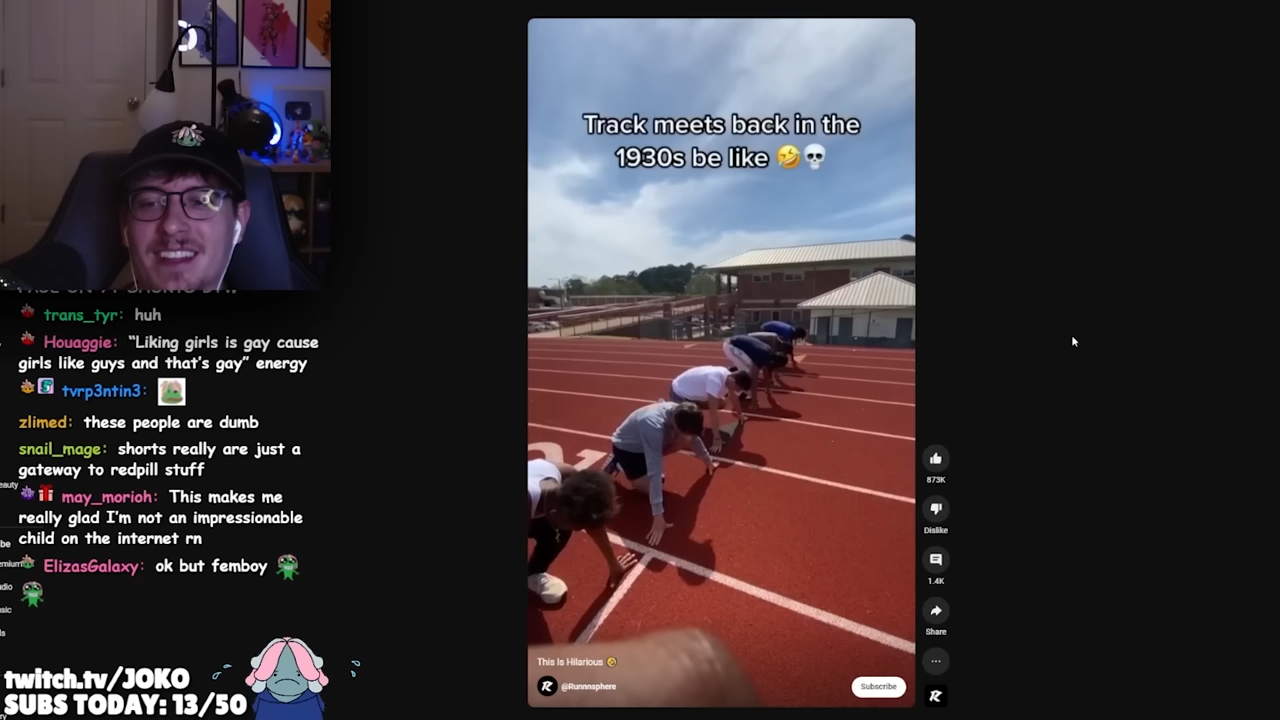 trans_tyr: huh
Houaggie: “Liking girls is gay cause
girls like guys and that's gay” energy
tvrp3ntin3:
zlimed: these people are dumb
snail_mage: shorts really are just a
gateway to redpill stuff
may_morioh: This makes me
really glad I'm not an impressionable
child on the internet rn
ElizasGalaxy: ok but femboy
twitch.tv/JOKO
SUBS TODAY: 13/50
Track meets back in the
1930s be like 🤣💀
This Is Hilarious
@Runnnsphere
Subscribe
873K
Dislike
1.4K
Share